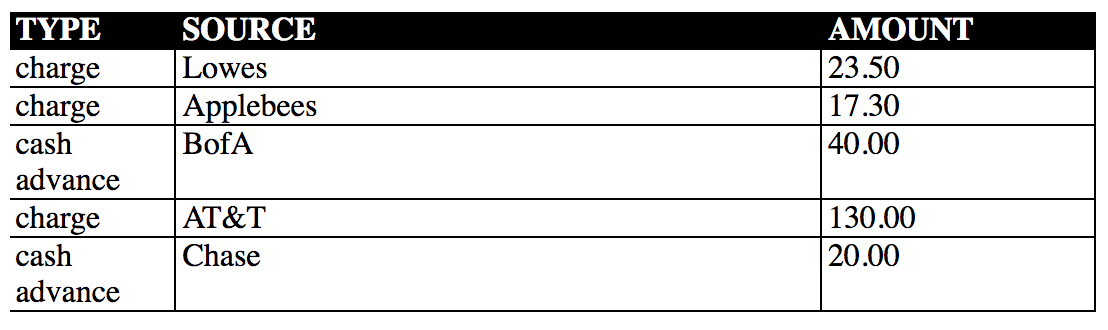 TYPE SOURCE AMOUNT
charge Lowes 23.50
charge Applebees 17.30
cash BofA 40.00
advance
charge AT&T 130.00
cash Chase 20.00
advance